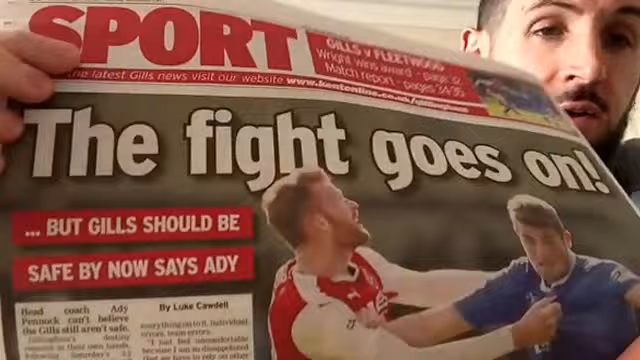 SPORT
GILLS V FLEETWOOD
Wright wins award - page 32
Match report - pages 34-35
the latest Gills news visit our website www.kentonline.co.uk/gillingham
The fight goes on!
... BUT GILLS SHOULD BE
SAFE BY NOW SAYS ADY
Head coach Ady
Pennock can't believe
the Gills still aren't safe.
By Luke Cawdell